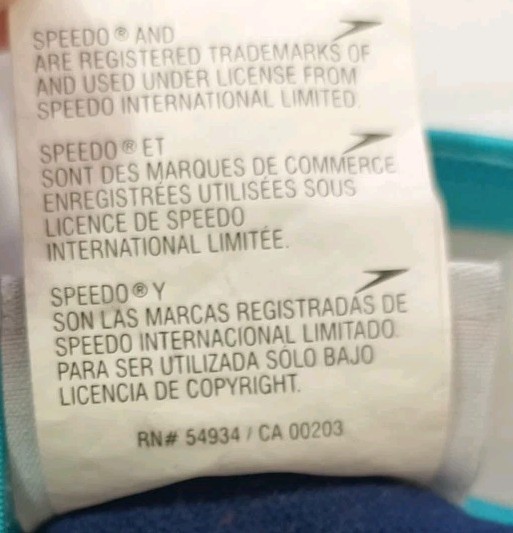 SPEEDO® AND
ARE REGISTERED TRADEMARKS OF
AND USED UNDER LICENSE FROM
SPEEDO INTERNATIONAL LIMITED.
SPEEDO® ET
SONT DES MARQUES DE COMMERCE
ENREGISTRÉES UTILISÉES SOUS
LICENCE DE SPEEDO
INTERNATIONAL LIMITÉE.
SPEEDO® Y
SON LAS MARCAS REGISTRADAS DE
SPEEDO INTERNACIONAL LIMITADO.
PARA SER UTILIZADA SÓLO BAJO
LICENCIA DE COPYRIGHT.
RN# 54934 / CA 00203